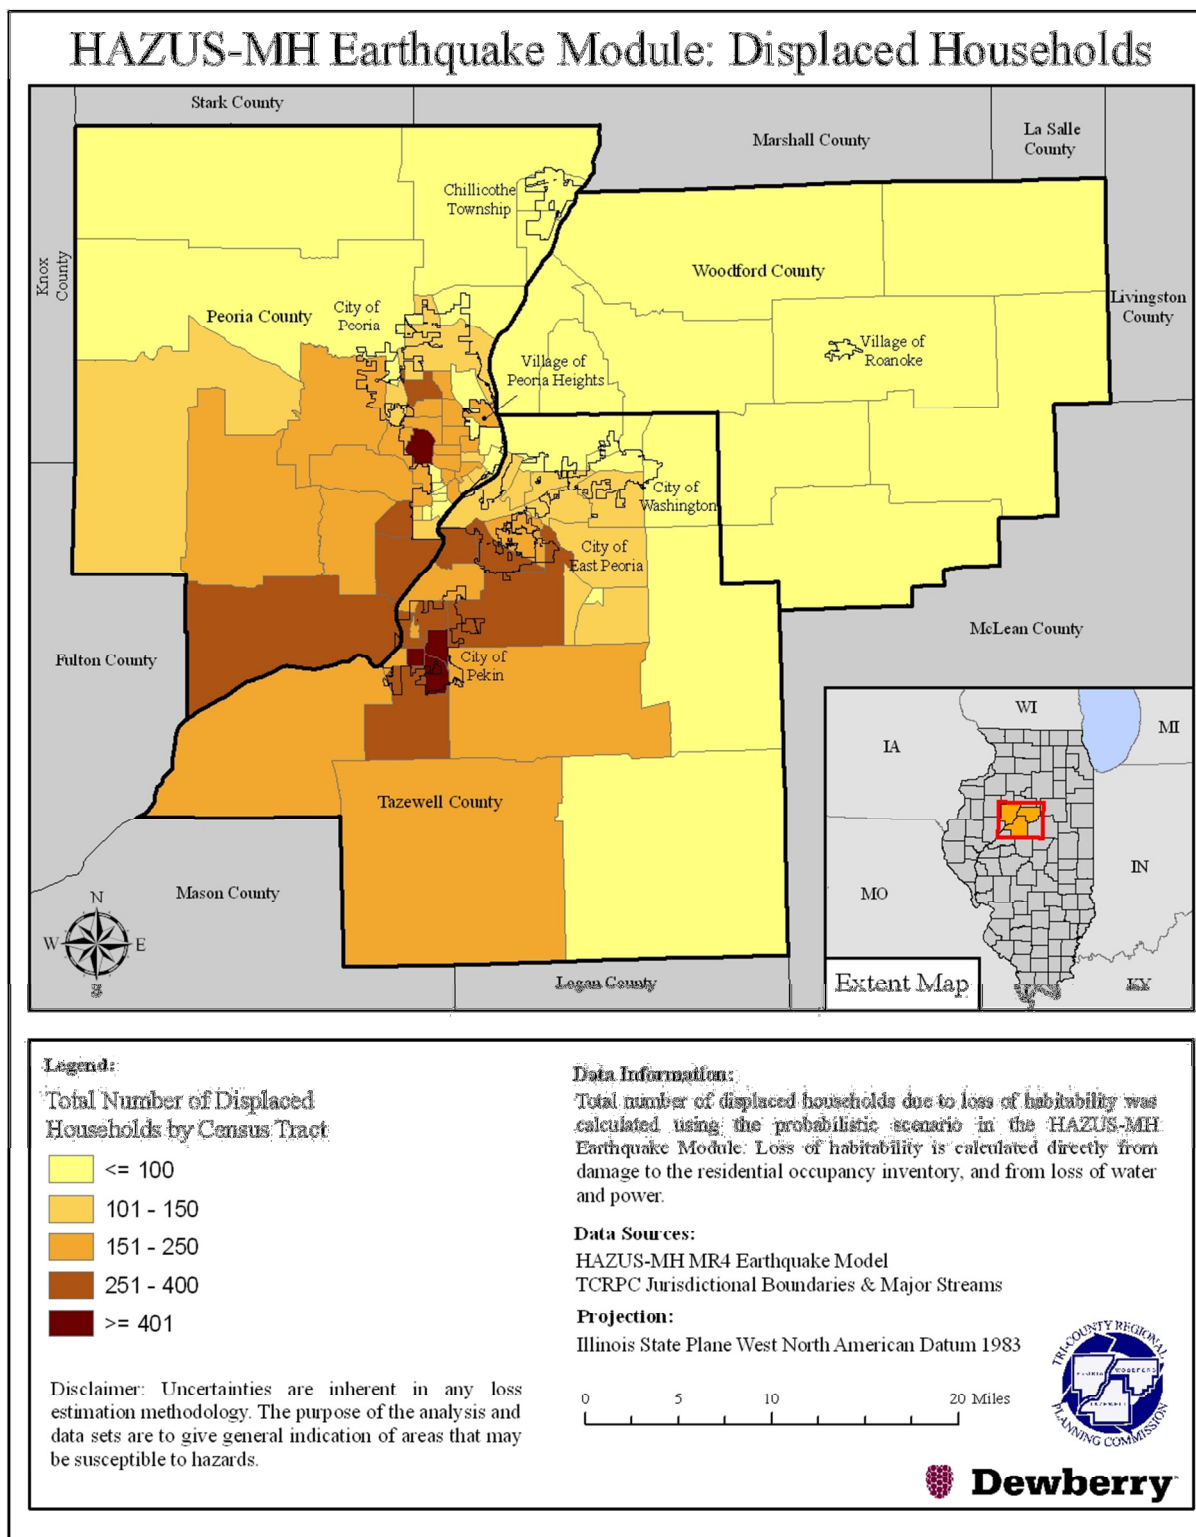 HAZUS-MH Earthquake Module: Displaced Households
Stark County
Marshall County
La Salle
County
Chillicothe
Township
Knox
County
Woodford County
Livingston
County
City of
Peoria
Peoria County
Village of
Roanoke
Village of
Peoria Heights
City of
Washington
City of
East Peoria
McLean County
Fulton County
City of
Pekin
Tazewell County
Mason County
Logan County
N
W
E
S
WI
MI
IA
IN
MO
KY
Extent Map
Legend:
Total Number of Displaced
Households by Census Tract
<= 100
101 - 150
151 - 250
251 - 400
>= 401
Disclaimer: Uncertainties are inherent in any loss
estimation methodology. The purpose of the analysis and
data sets are to give general indication of areas that may
be susceptible to hazards.
Data Information:
Total number of displaced households due to loss of habitability was
calculated using the probabilistic scenario in the HAZUS-MH
Earthquake Module. Loss of habitability is calculated directly from
damage to the residential occupancy inventory, and from loss of water
and power.
Data Sources:
HAZUS-MH MR4 Earthquake Model
TCRPC Jurisdictional Boundaries & Major Streams
Projection:
Illinois State Plane West North American Datum 1983
0 5 10 20 Miles
TRI-COUNTY REGIONAL
PEORIA WOODFORD
TAZEWELL
PLANNING COMMISSION
Dewberry